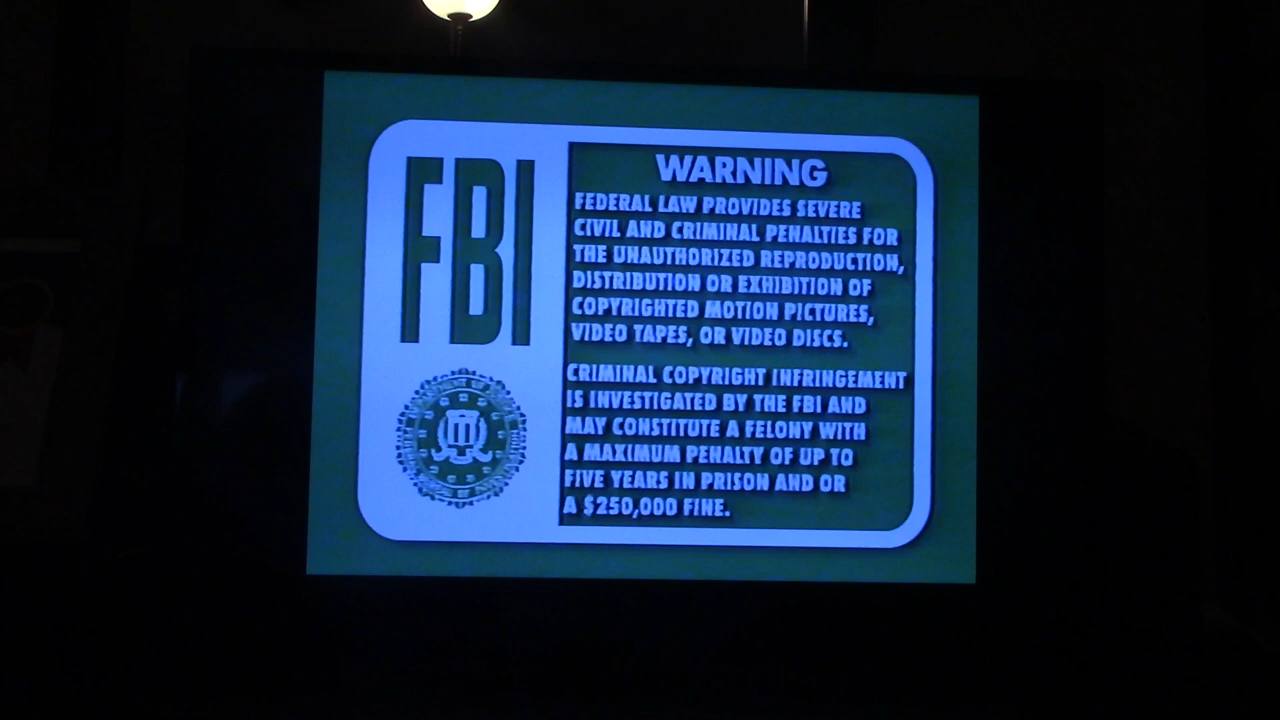 FBI
WARNING
FEDERAL LAW PROVIDES SEVERE
CIVIL AND CRIMINAL PENALTIES FOR
THE UNAUTHORIZED REPRODUCTION,
DISTRIBUTION OR EXHIBITION OF
COPYRIGHTED MOTION PICTURES,
VIDEO TAPES, OR VIDEO DISCS.
CRIMINAL COPYRIGHT INFRINGEMENT
IS INVESTIGATED BY THE FBI AND
MAY CONSTITUTE A FELONY WITH
A MAXIMUM PENALTY OF UP TO
FIVE YEARS IN PRISON AND OR
A $250,000 FINE.